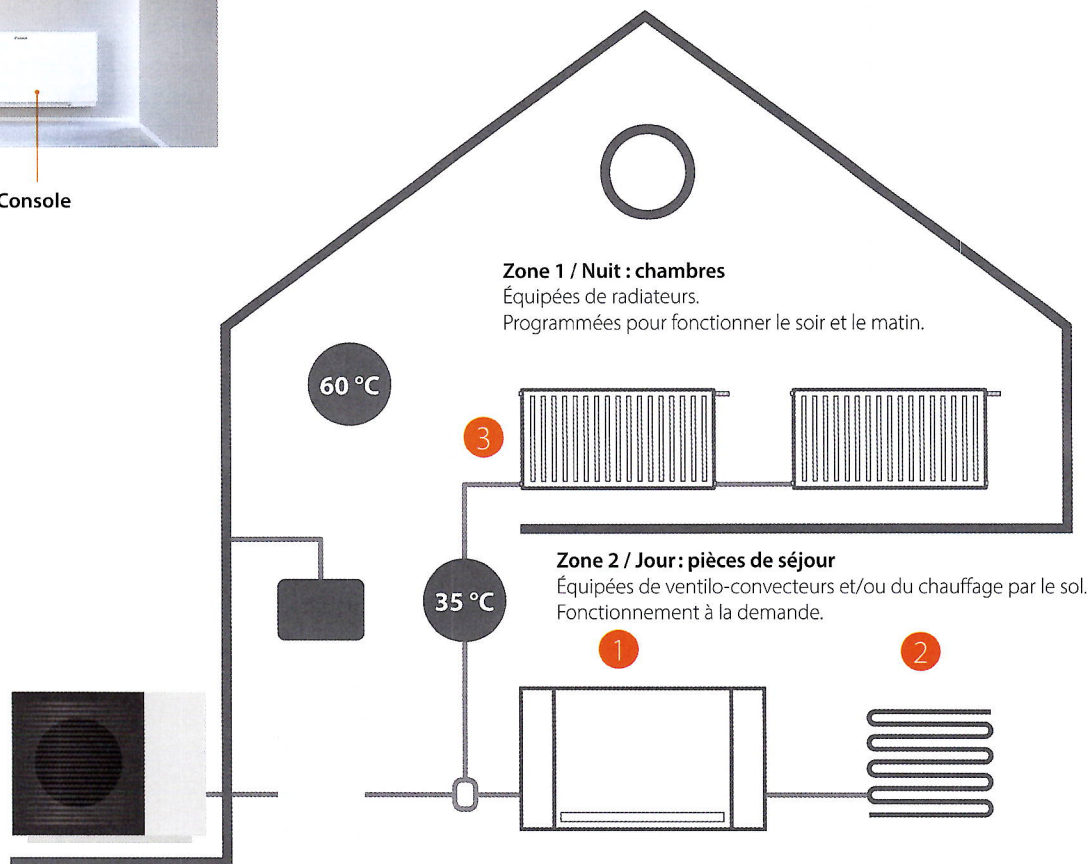 Console
Zone 1 / Nuit : chambres
Équipées de radiateurs.
Programmées pour fonctionner le soir et le matin.
60 °C
3
Zone 2 / Jour : pièces de séjour
Équipées de ventilo-convecteurs et/ou du chauffage par le sol.
Fonctionnement à la demande.
35 °C
1
2